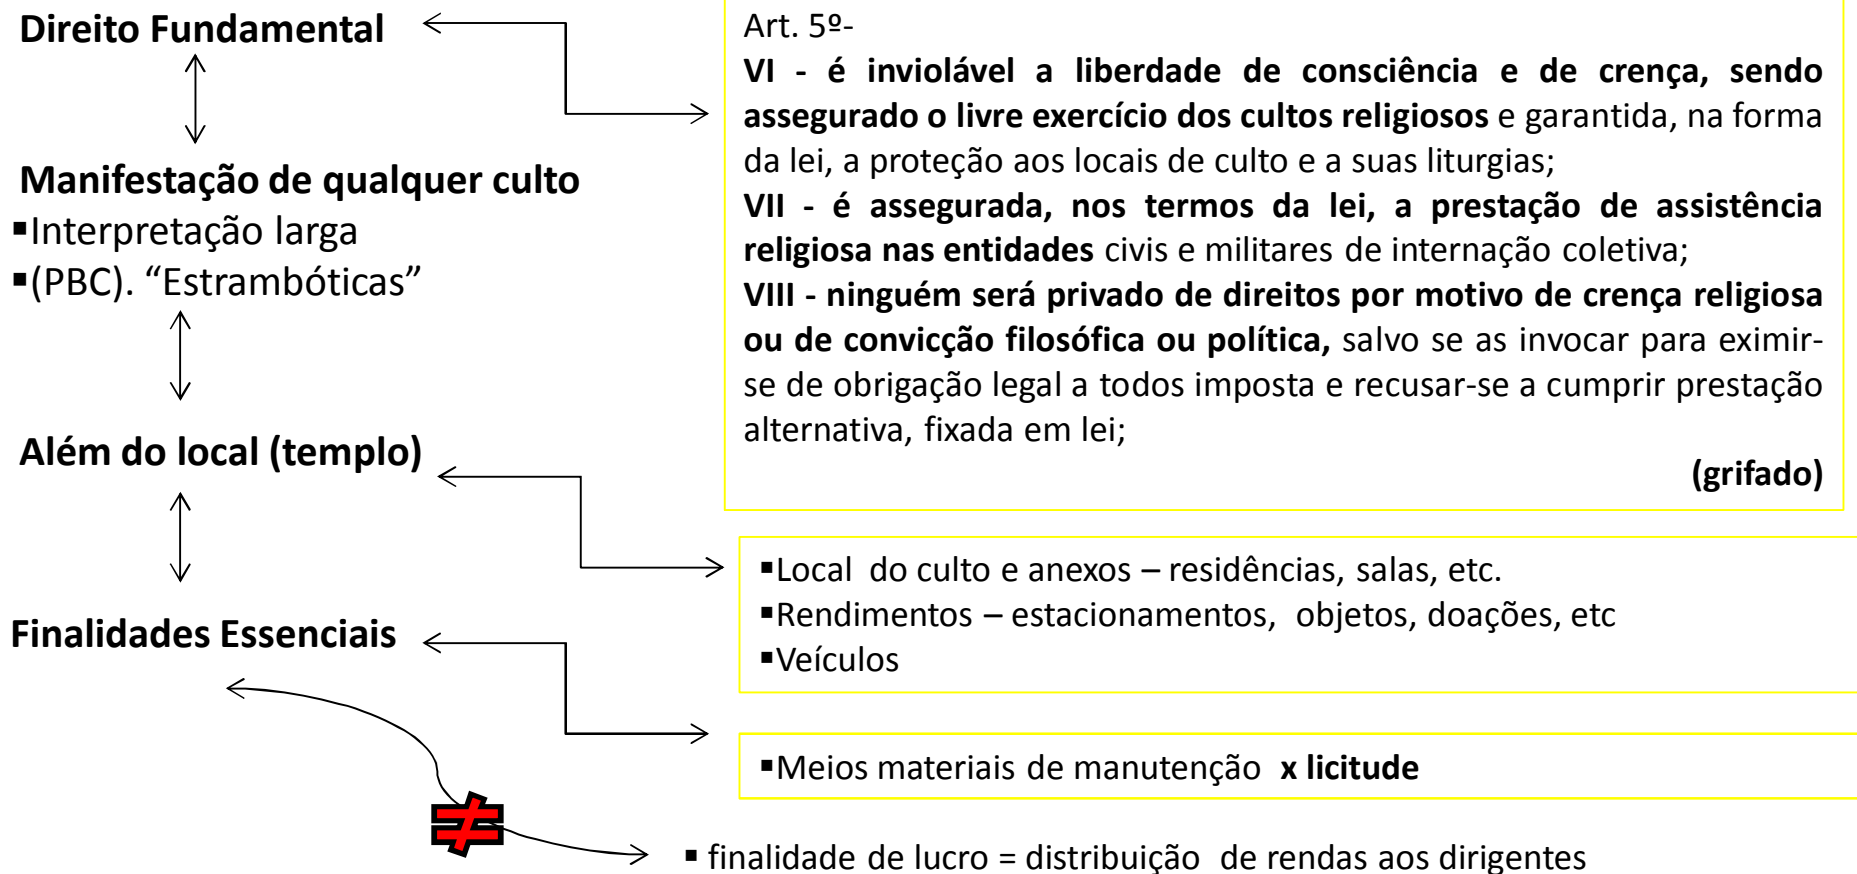 Direito Fundamental
Manifestação de qualquer culto
▪Interpretação larga
▪(PBC). “Estrambóticas”
Além do local (templo)
Finalidades Essenciais
Art. 5º-
VI - é inviolável a liberdade de consciência e de crença, sendo
assegurado o livre exercício dos cultos religiosos e garantida, na forma
da lei, a proteção aos locais de culto e a suas liturgias;
VII - é assegurada, nos termos da lei, a prestação de assistência
religiosa nas entidades civis e militares de internação coletiva;
VIII - ninguém será privado de direitos por motivo de crença religiosa
ou de convicção filosófica ou política, salvo se as invocar para eximir-
se de obrigação legal a todos imposta e recusar-se a cumprir prestação
alternativa, fixada em lei;
(grifado)
▪Local do culto e anexos – residências, salas, etc.
▪Rendimentos – estacionamentos, objetos, doações, etc
▪Veículos
▪Meios materiais de manutenção x licitude
≠
▪ finalidade de lucro = distribuição de rendas aos dirigentes